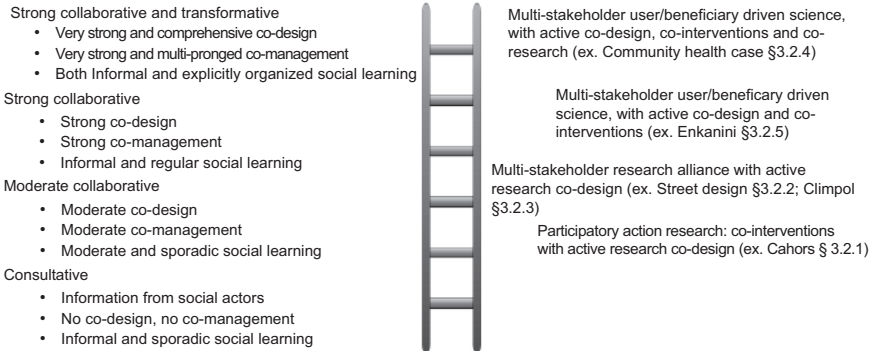 Strong collaborative and transformative
• Very strong and comprehensive co-design
• Very strong and multi-pronged co-management
• Both Informal and explicitly organized social learning
Strong collaborative
• Strong co-design
• Strong co-management
• Informal and regular social learning
Moderate collaborative
• Moderate co-design
• Moderate co-management
• Moderate and sporadic social learning
Consultative
• Information from social actors
• No co-design, no co-management
• Informal and sporadic social learning
Multi-stakeholder user/beneficiary driven science,
with active co-design, co-interventions and co-
research (ex. Community health case §3.2.4)
Multi-stakeholder user/beneficary driven
science, with active co-design and co-
interventions (ex. Enkanini §3.2.5)
Multi-stakeholder research alliance with active
research co-design (ex. Street design §3.2.2; Climpol
§3.2.3)
Participatory action research: co-interventions
with active research co-design (ex. Cahors § 3.2.1)